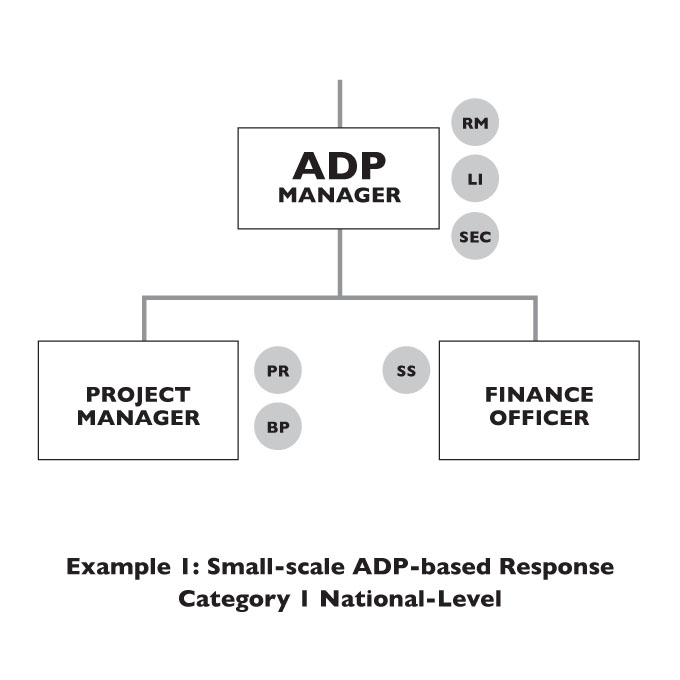 ADP
MANAGER
RM
LI
SEC
PROJECT
MANAGER
PR
BP
SS
FINANCE
OFFICER
Example 1: Small-scale ADP-based Response
Category 1 National-Level